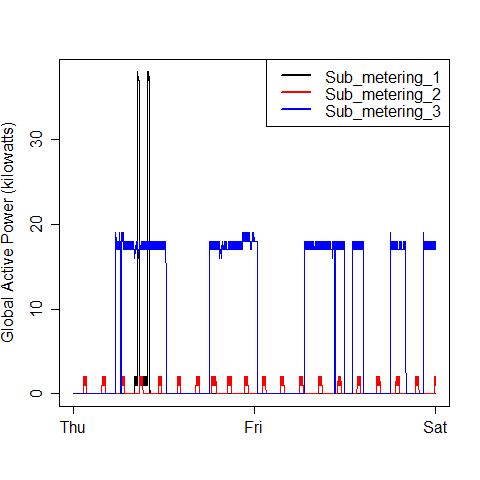 Sub_metering_1
Sub_metering_2
Sub_metering_3
Global Active Power (kilowatts)
30
20
10
0
Thu Fri Sat